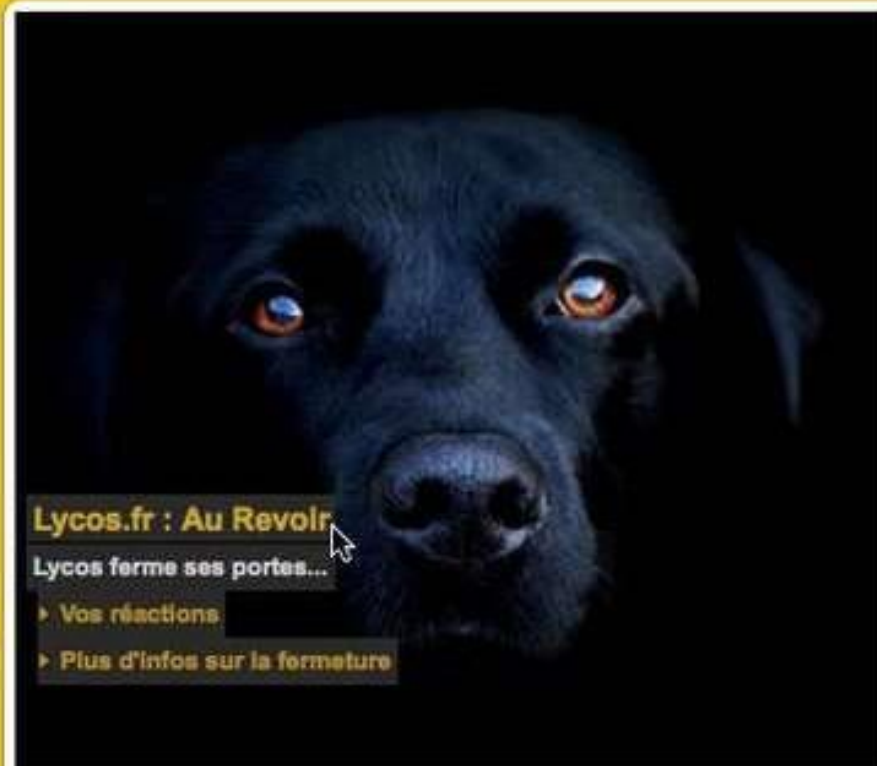 Lycos.fr : Au Revoir
Lycos ferme ses portes...
Vos réactions
Plus d'infos sur la fermeture